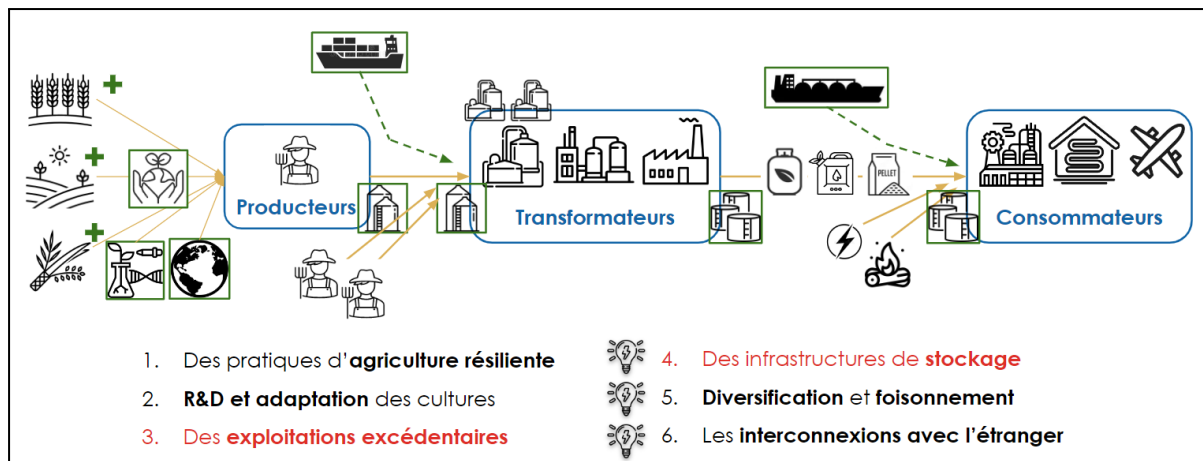 PELLET
Producteurs
Transformateurs
Consommateurs
1. Des pratiques d'agriculture résiliente
2. R&D et adaptation des cultures
3. Des exploitations excédentaires
4. Des infrastructures de stockage
5. Diversification et foisonnement
6. Les interconnexions avec l'étranger